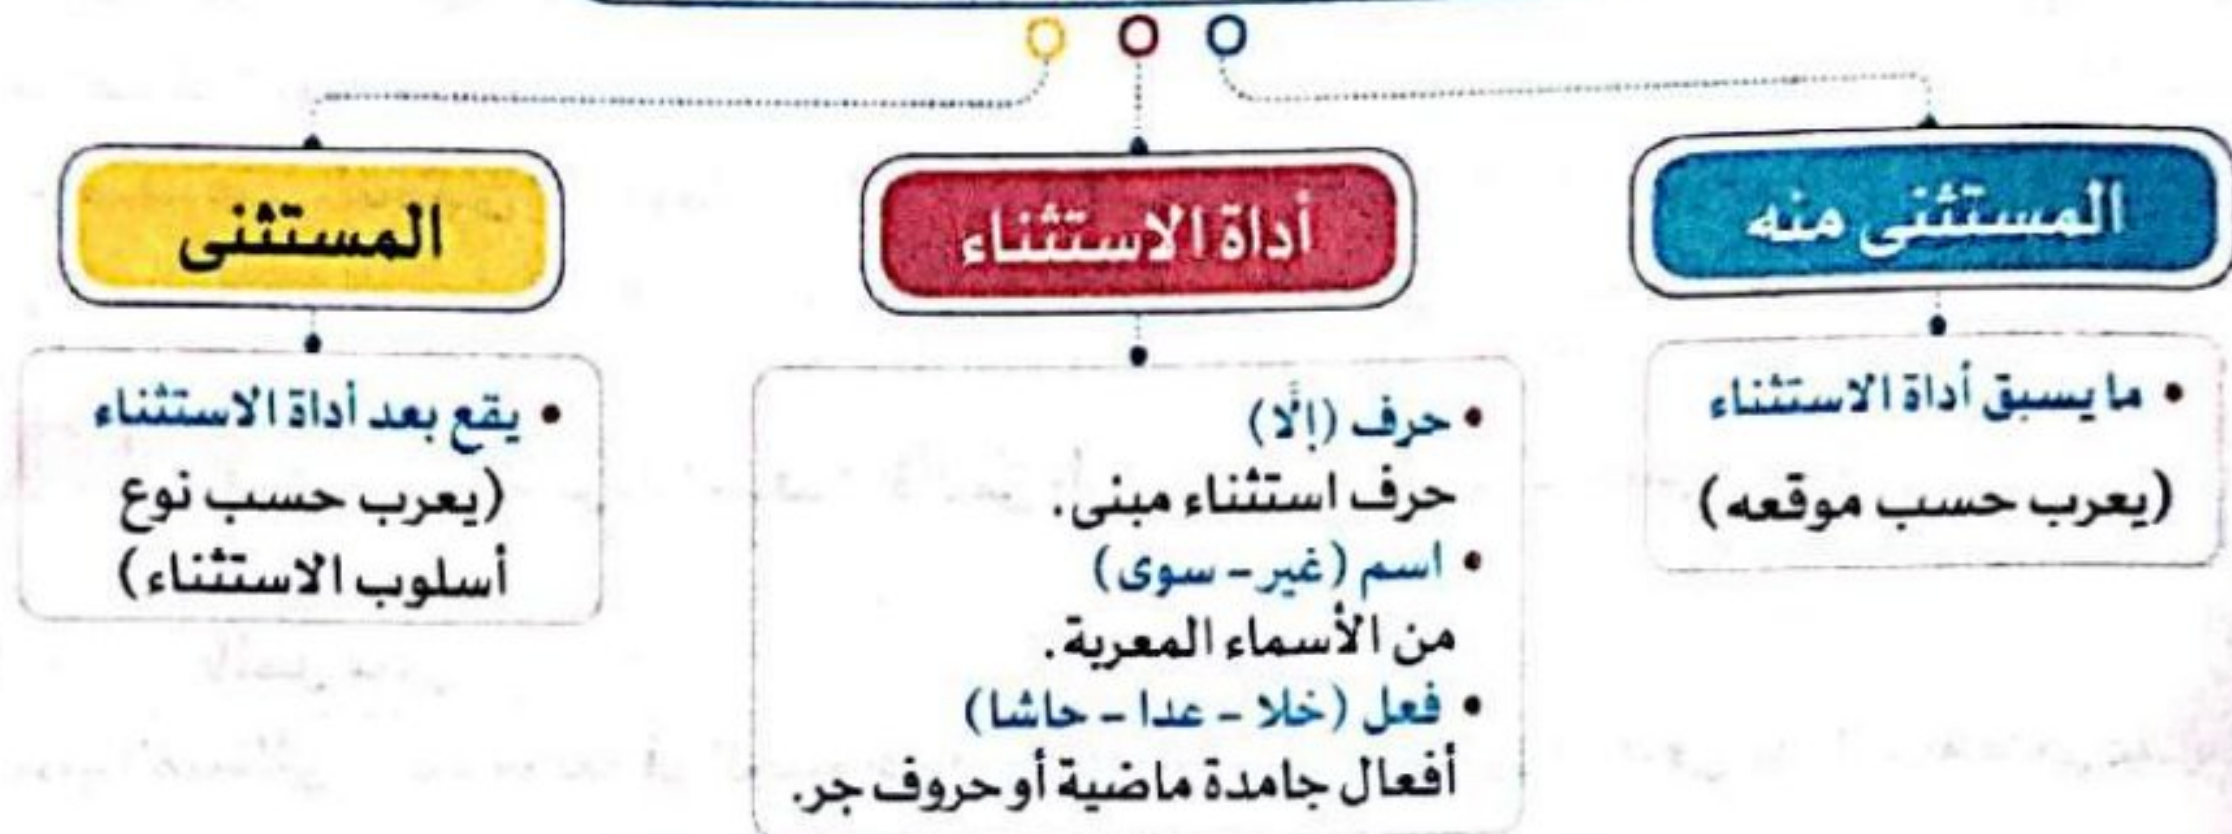 المستثنى منه
• ما يسبق أداة الاستثناء
(يعرب حسب موقعه)
أداة الاستثناء
• حرف (إلَّا)
حرف استثناء مبنى.
• اسم (غير - سوى)
من الأسماء المعربة.
• فعل (خلا - عدا - حاشا)
أفعال جامدة ماضية أو حروف جر.
المستثنى
• يقع بعد أداة الاستثناء
(يعرب حسب نوع
أسلوب الاستثناء)